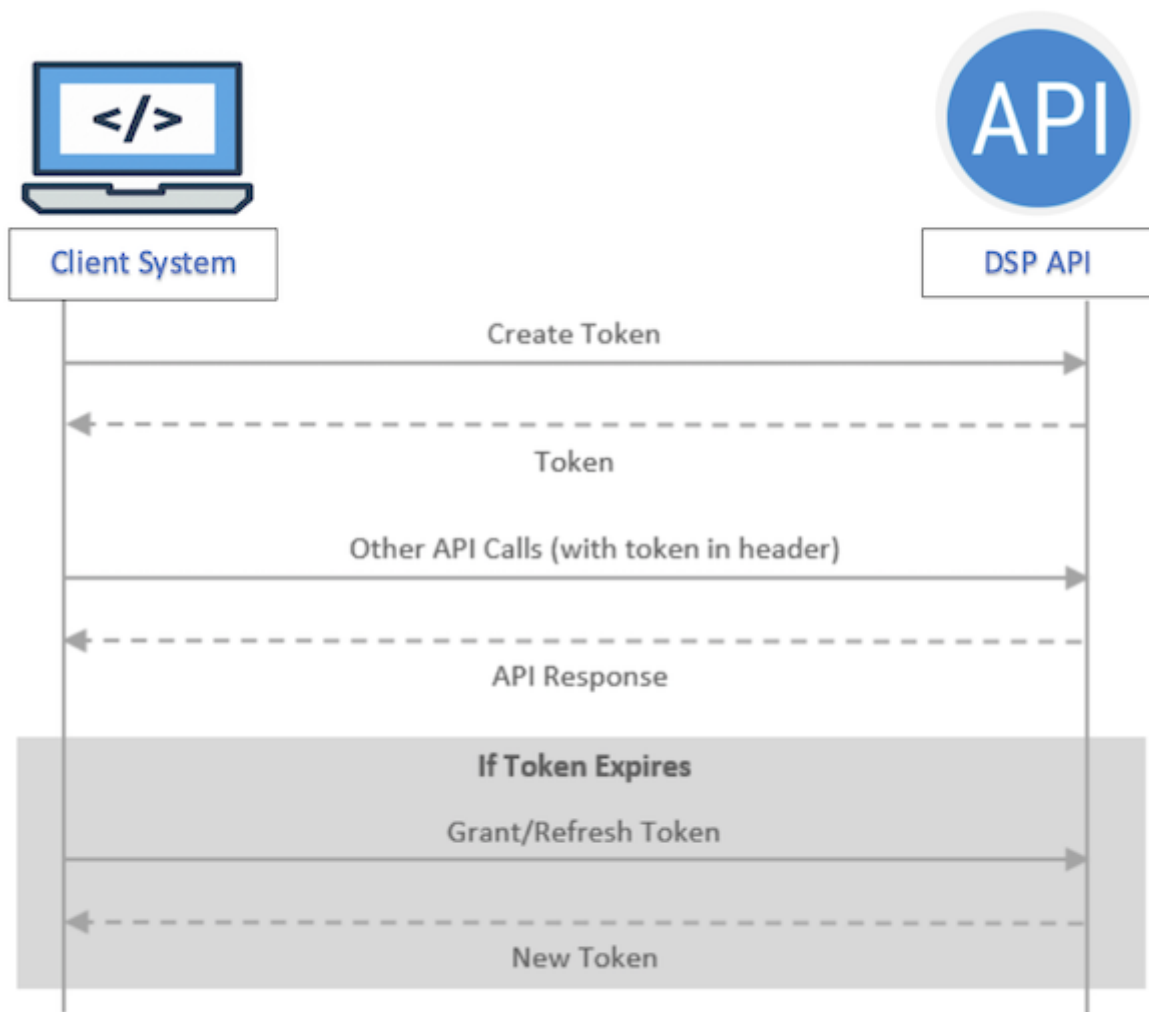 </>
API
Client System
DSP API
Create Token
Token
Other API Calls (with token in header)
API Response
If Token Expires
Grant/Refresh Token
New Token